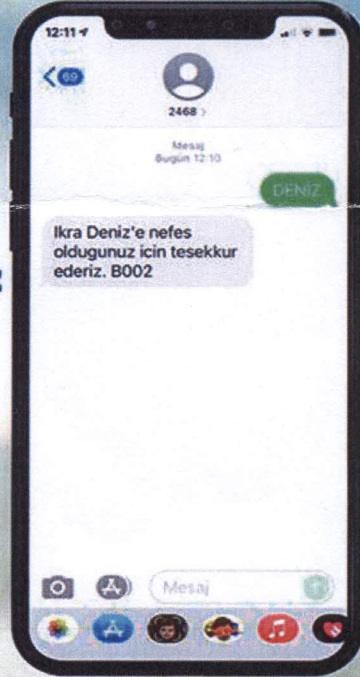 12:11
69
2468 >
Mesaj
Bugün 12:10
DENİZ
Ikra Deniz'e nefes
oldugunuz icin tesekkur
ederiz. B002
Mesaj